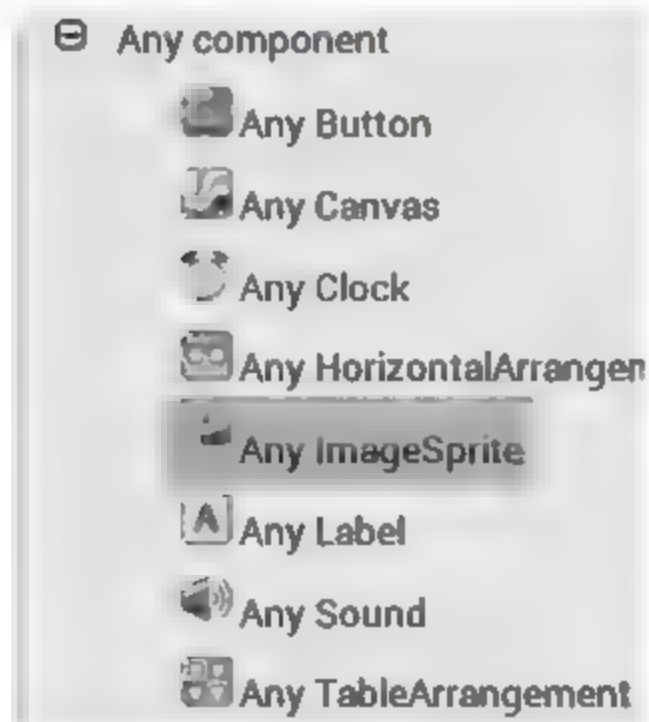 Any component
Any Button
Any Canvas
Any Clock
Any HorizontalArrangen
Any ImageSprite
Any Label
Any Sound
Any TableArrangement